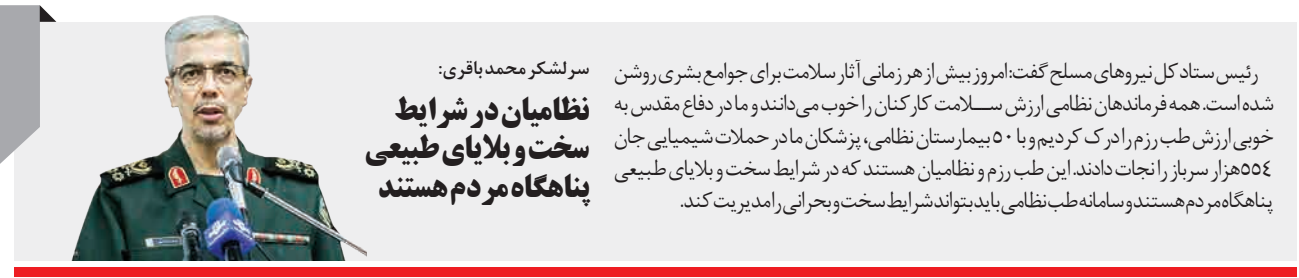 سرلشکر محمد باقری:
نظامیان در شرایط
سخت و بلایای طبیعی
پناهگاه مردم هستند
رئیس ستاد کل نیروهای مسلح گفت: امروز بیش از هر زمانی آثار سلامت برای جوامع بشری روشن
شده است. همه فرماندهان نظامی ارزش ســـلامت کارکنان را خوب می‌دانند و ما در دفاع مقدس به
خوبی ارزش طب رزم را درک کردیم و با ۵۰ بیمارستان نظامی، پزشکان ما در حملات شیمیایی جان
۵۵٤هزار سرباز را نجات دادند. این طب رزم و نظامیان هستند که در شرایط سخت و بلایای طبیعی
پناهگاه مردم هستند و سامانه طب نظامی باید بتواند شرایط سخت و بحرانی را مدیریت کند.